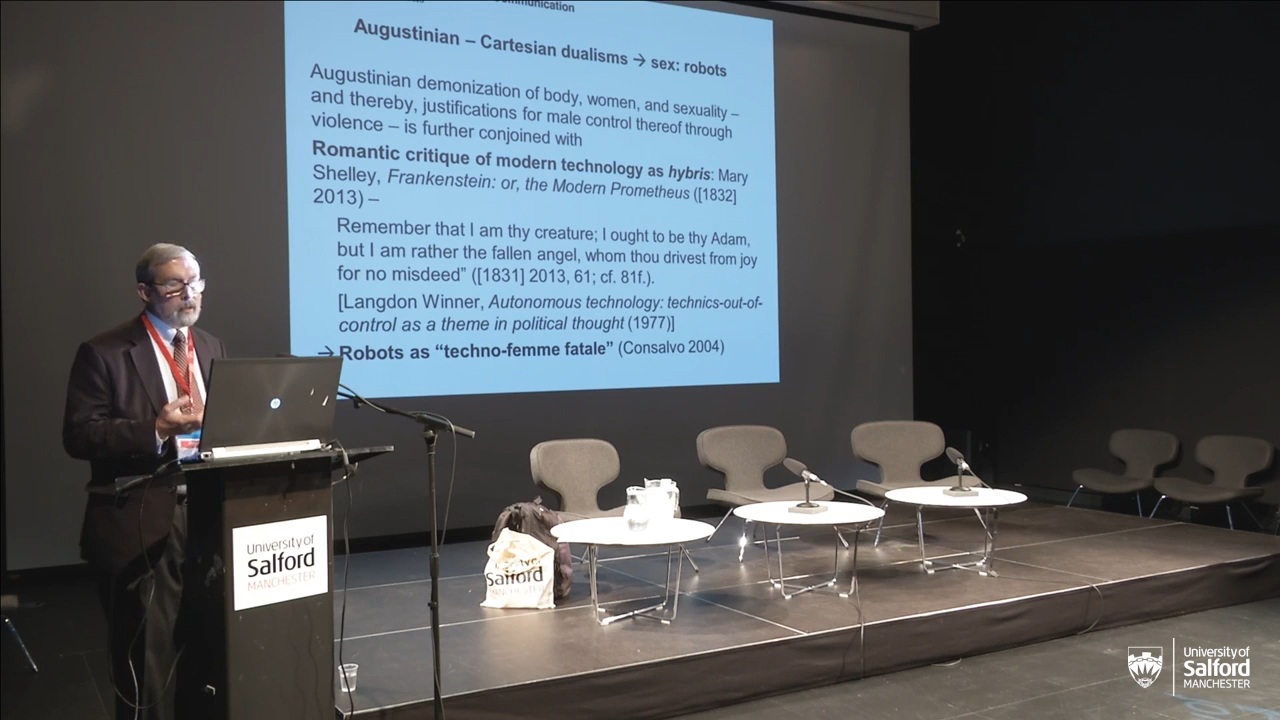 Augustinian – Cartesian dualisms → sex: robots
Augustinian demonization of body, women, and sexuality –
and thereby, justifications for male control thereof through
violence – is further conjoined with
Romantic critique of modern technology as hybris: Mary
Shelley, Frankenstein: or, the Modern Prometheus ([1832]
2013) –
Remember that I am thy creature; I ought to be thy Adam,
but I am rather the fallen angel, whom thou drivest from joy
for no misdeed” ([1831] 2013, 61; cf. 81f.).
[Langdon Winner, Autonomous technology: technics-out-of-
control as a theme in political thought (1977)]
→ Robots as “techno-femme fatale” (Consalvo 2004)
University of
Salford
MANCHESTER
Salford
MANCHESTER
University of
Salford
MANCHESTER